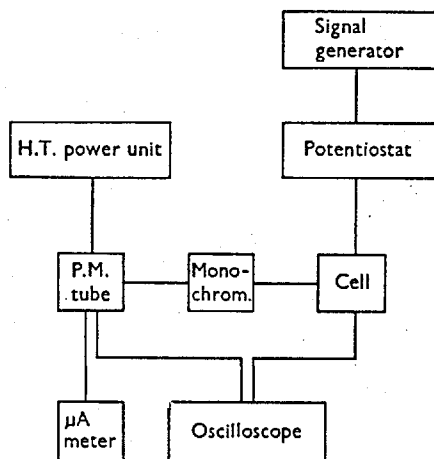 Signal
generator
H.T. power unit
Potentiostat
P.M.
tube
Mono-
chrom.
Cell
µA
meter
Oscilloscope